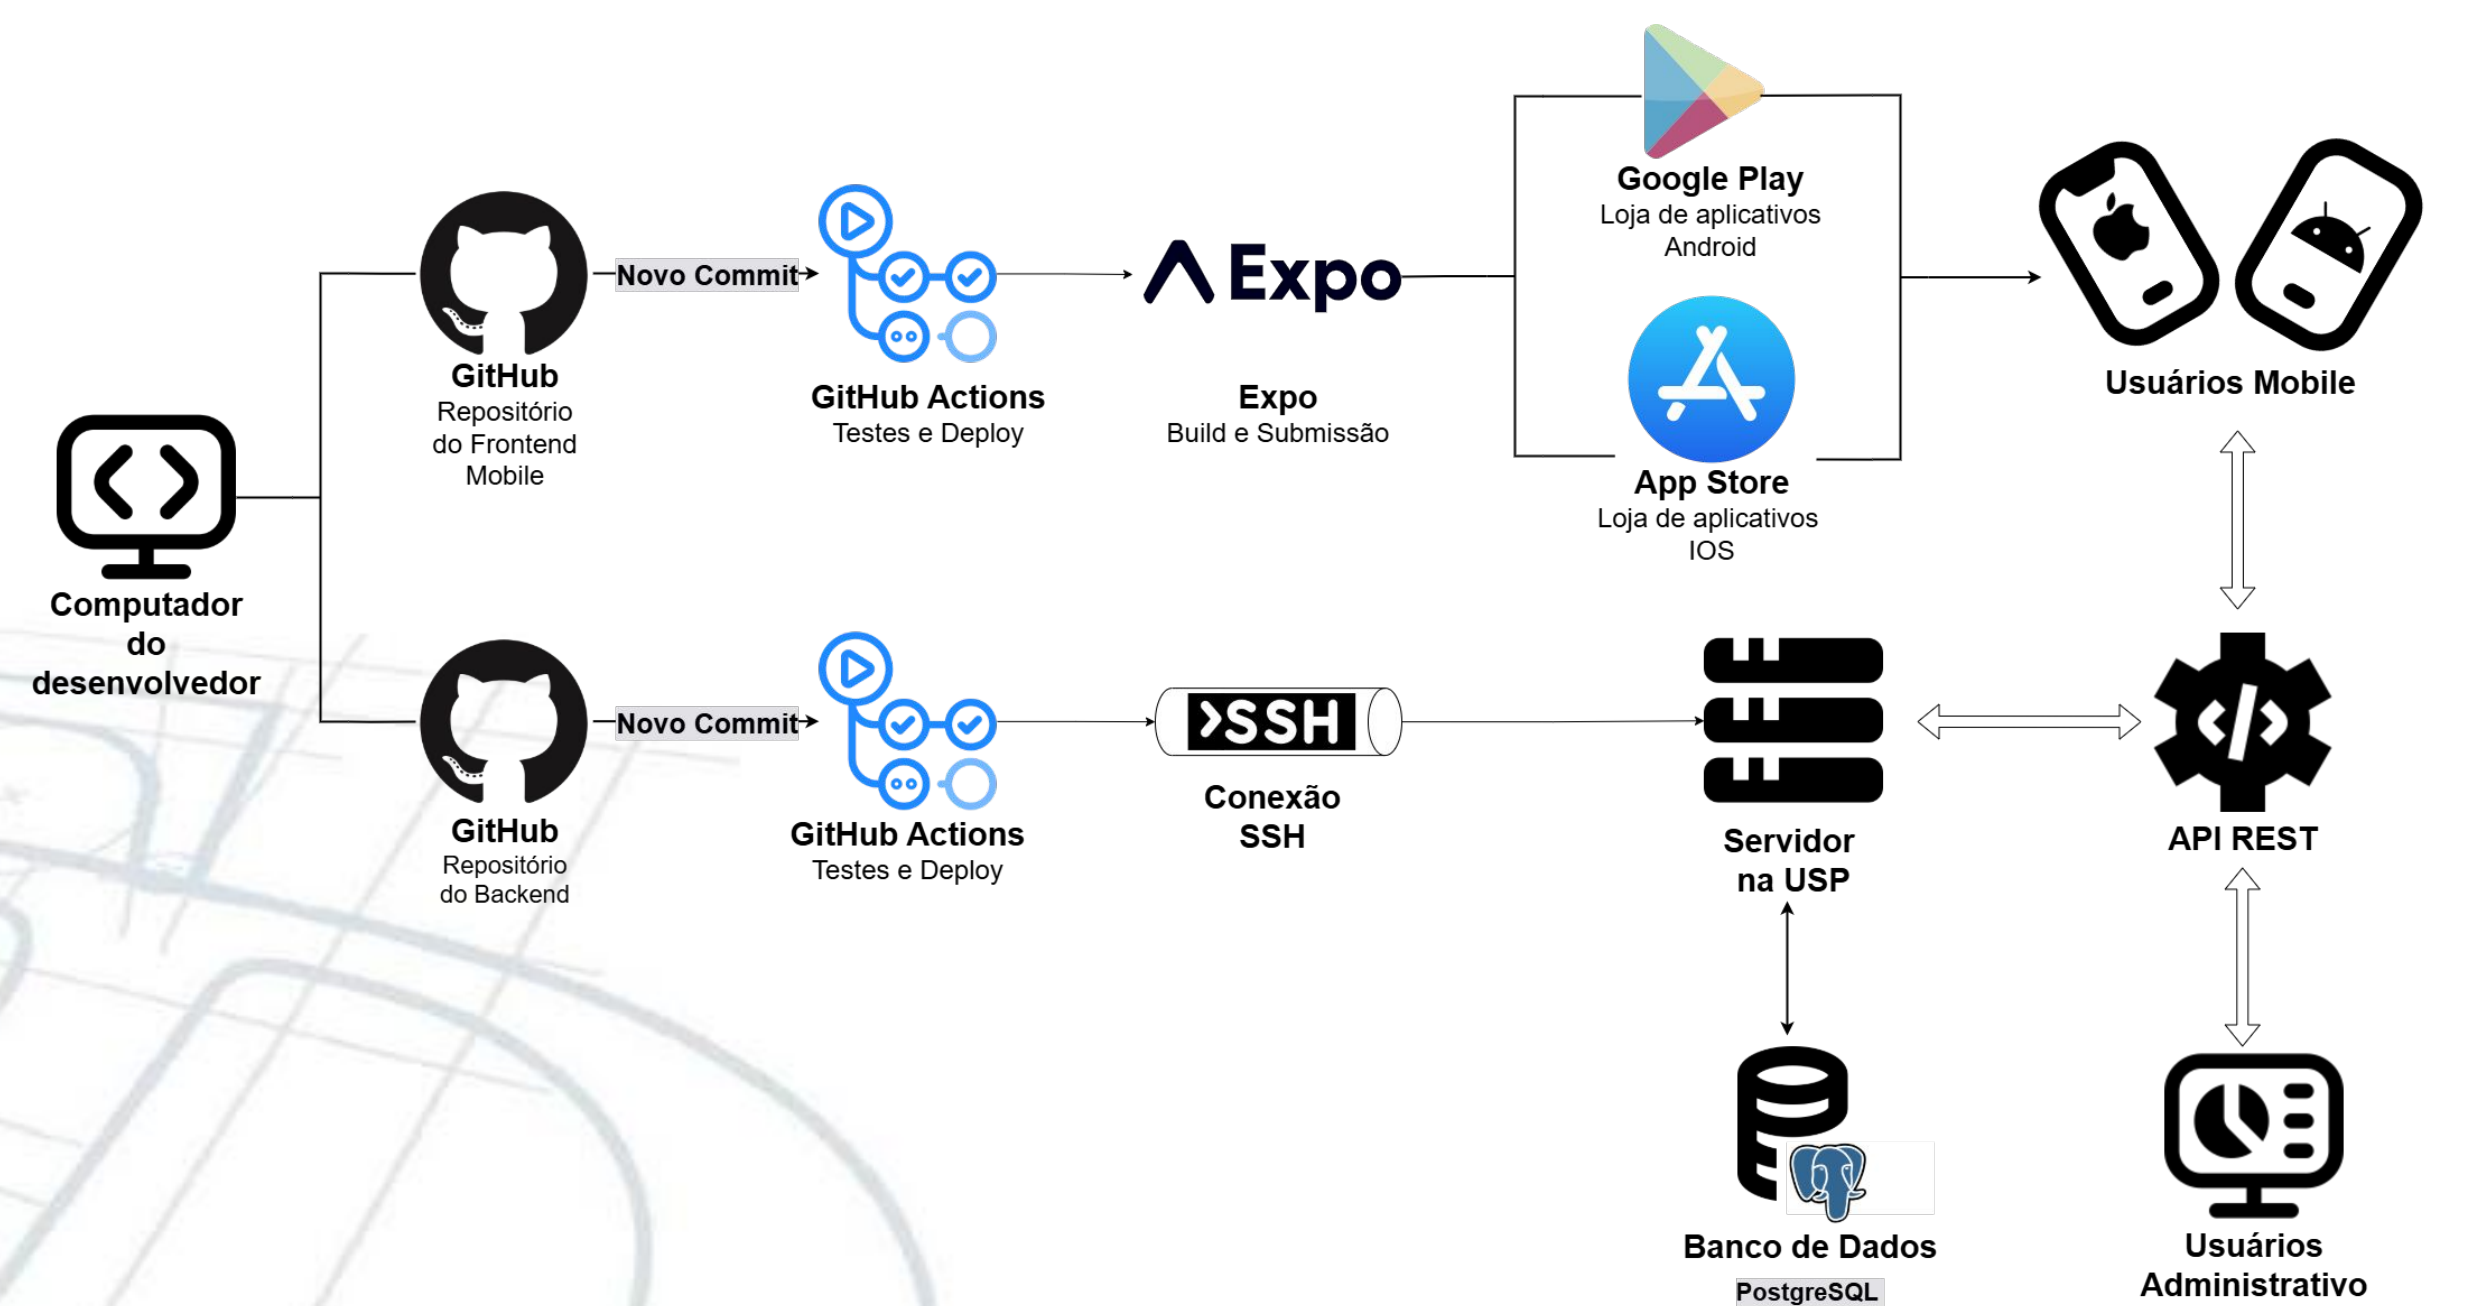 Google Play
Loja de aplicativos
Android
GitHub
Repositório
do Frontend
Mobile
Novo Commit
GitHub Actions
Testes e Deploy
Expo
Expo
Build e Submissão
App Store
Loja de aplicativos
IOS
Usuários Mobile
Computador
do
desenvolvedor
GitHub
Repositório
do Backend
Novo Commit
GitHub Actions
Testes e Deploy
>SSH
Conexão
SSH
Servidor
na USP
</>
API REST
Banco de Dados
PostgreSQL
Usuários
Administrativo